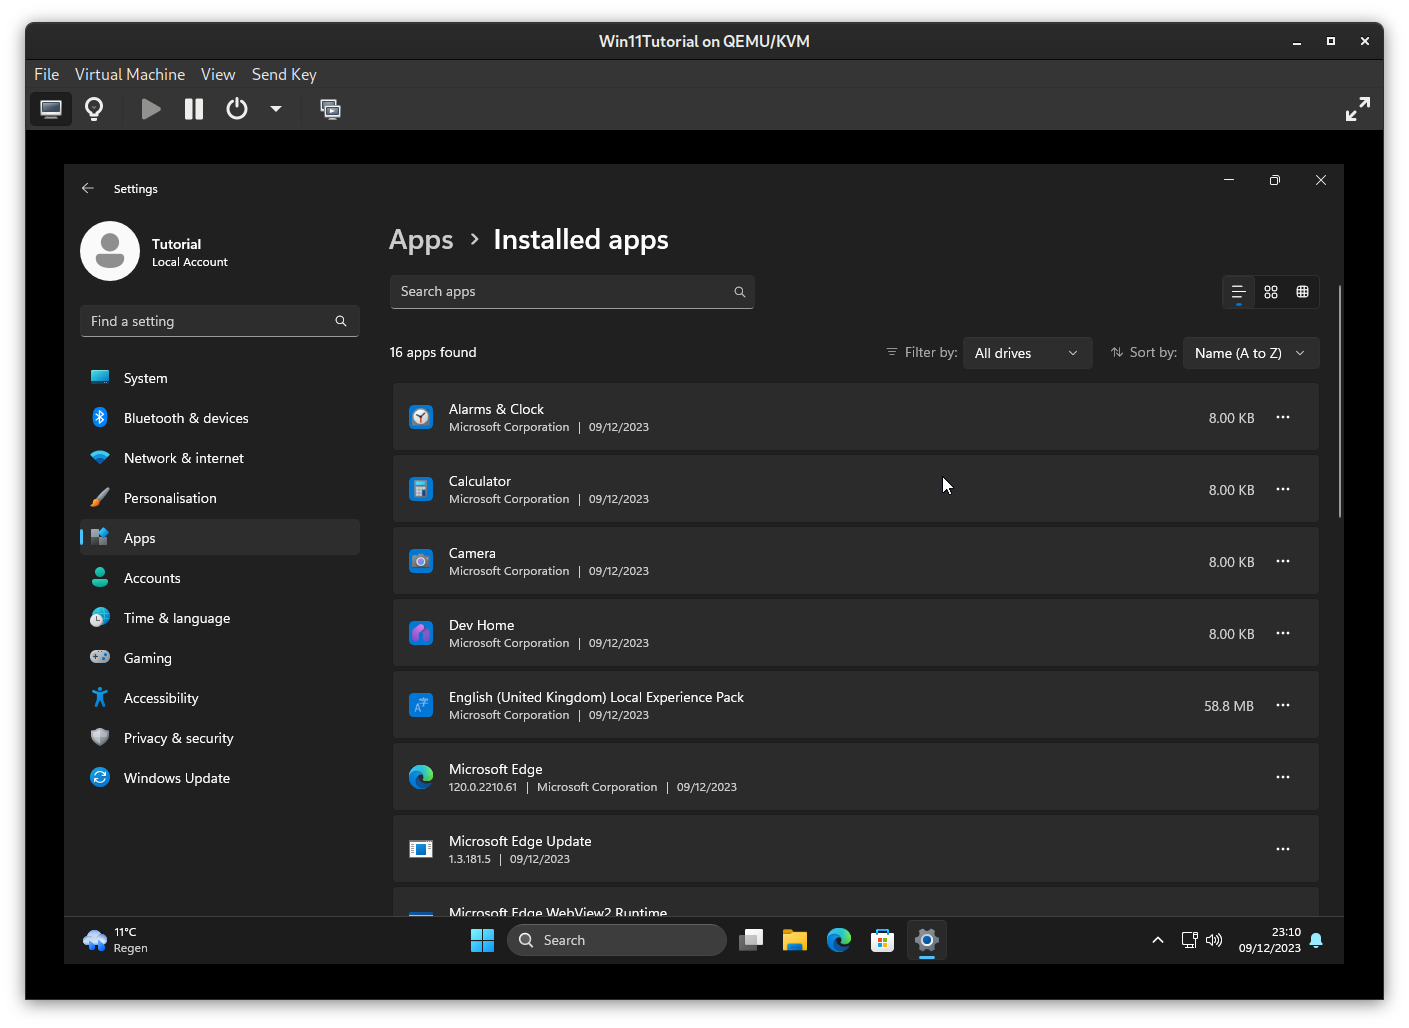 Win11Tutorial on QEMU/KVM
File Virtual Machine View Send Key
Settings
Tutorial
Local Account
Find a setting
System
Bluetooth & devices
Network & internet
Personalisation
Apps
Accounts
Time & language
Gaming
Accessibility
Privacy & security
Windows Update
Apps > Installed apps
Search apps
16 apps found
Filter by: All drives
Sort by: Name (A to Z)
Alarms & Clock
Microsoft Corporation | 09/12/2023
8.00 KB
Calculator
Microsoft Corporation | 09/12/2023
8.00 KB
Camera
Microsoft Corporation | 09/12/2023
8.00 KB
Dev Home
Microsoft Corporation | 09/12/2023
8.00 KB
English (United Kingdom) Local Experience Pack
Microsoft Corporation | 09/12/2023
58.8 MB
Microsoft Edge
120.0.2210.61 | Microsoft Corporation | 09/12/2023
Microsoft Edge Update
1.3.181.5 | 09/12/2023
Microsoft Edge WebView2 Runtime
11°C
Regen
Search
23:10
09/12/2023